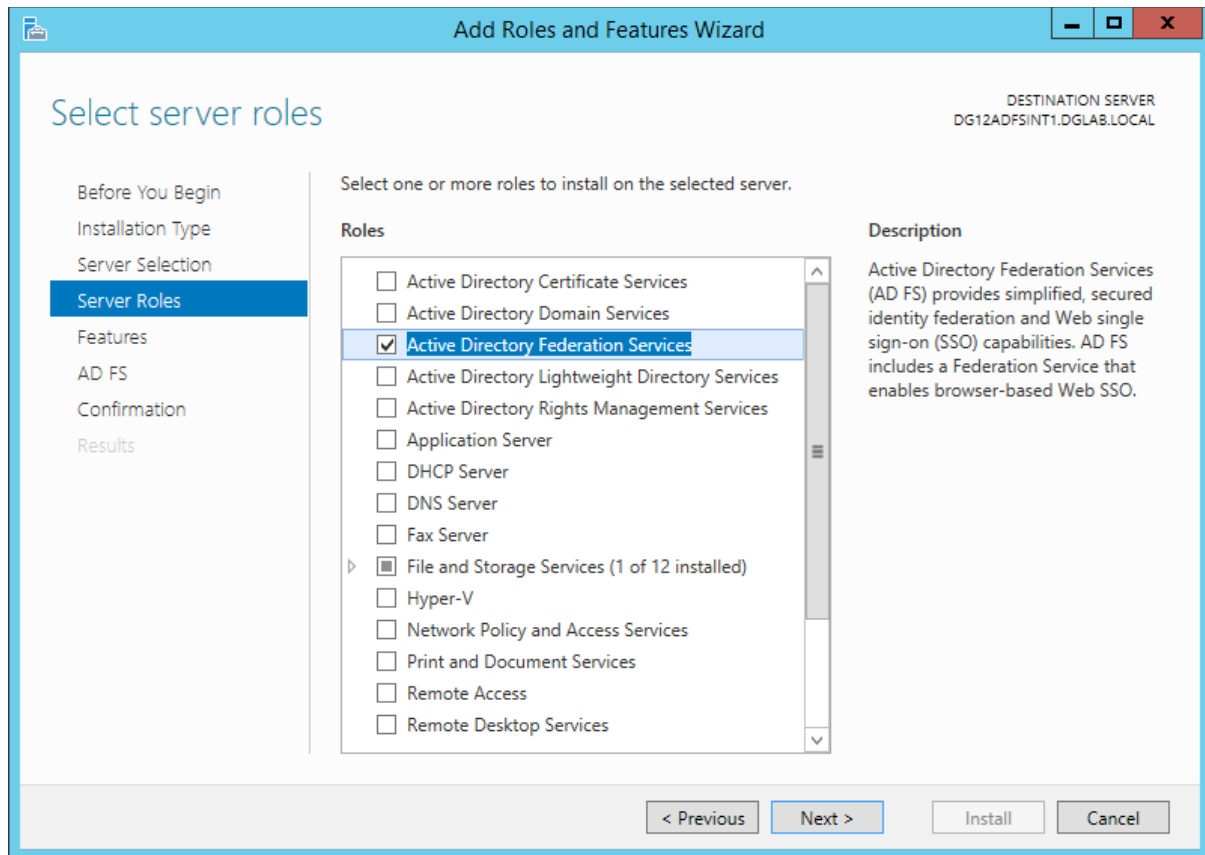 Add Roles and Features Wizard
Select server roles
DESTINATION SERVER
DG12ADFSINT1.DGLAB.LOCAL
Before You Begin
Installation Type
Server Selection
Server Roles
Features
AD FS
Confirmation
Results
Select one or more roles to install on the selected server.
Roles
Active Directory Certificate Services
Active Directory Domain Services
Active Directory Federation Services
Active Directory Lightweight Directory Services
Active Directory Rights Management Services
Application Server
DHCP Server
DNS Server
Fax Server
File and Storage Services (1 of 12 installed)
Hyper-V
Network Policy and Access Services
Print and Document Services
Remote Access
Remote Desktop Services
Description
Active Directory Federation Services
(AD FS) provides simplified, secured
identity federation and Web single
sign-on (SSO) capabilities. AD FS
includes a Federation Service that
enables browser-based Web SSO.
< Previous
Next >
Install
Cancel